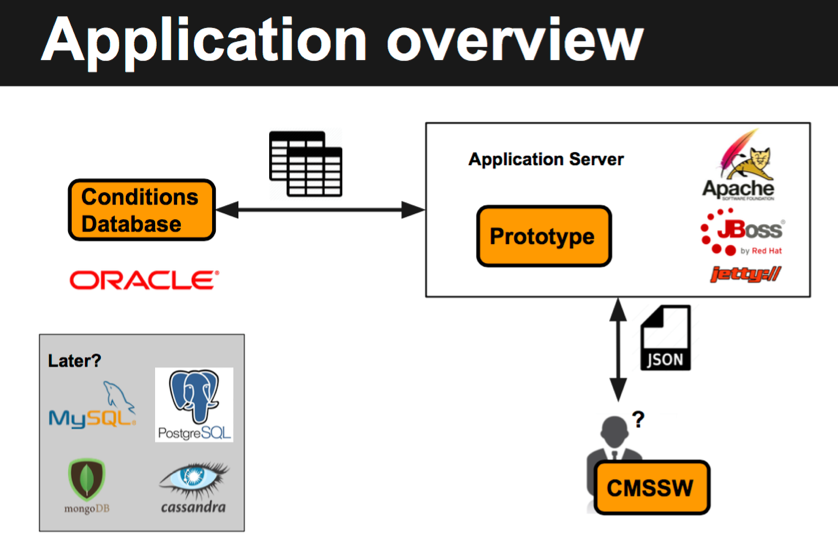 Application overview
Conditions
Database
ORACLE®
Application Server
Prototype
Apache
SOFTWARE FOUNDATION
JBoss®
by Red Hat
jetty://
JSON
?
CMSSW
Later?
MySQL®
PostgreSQL
mongoDB
cassandra